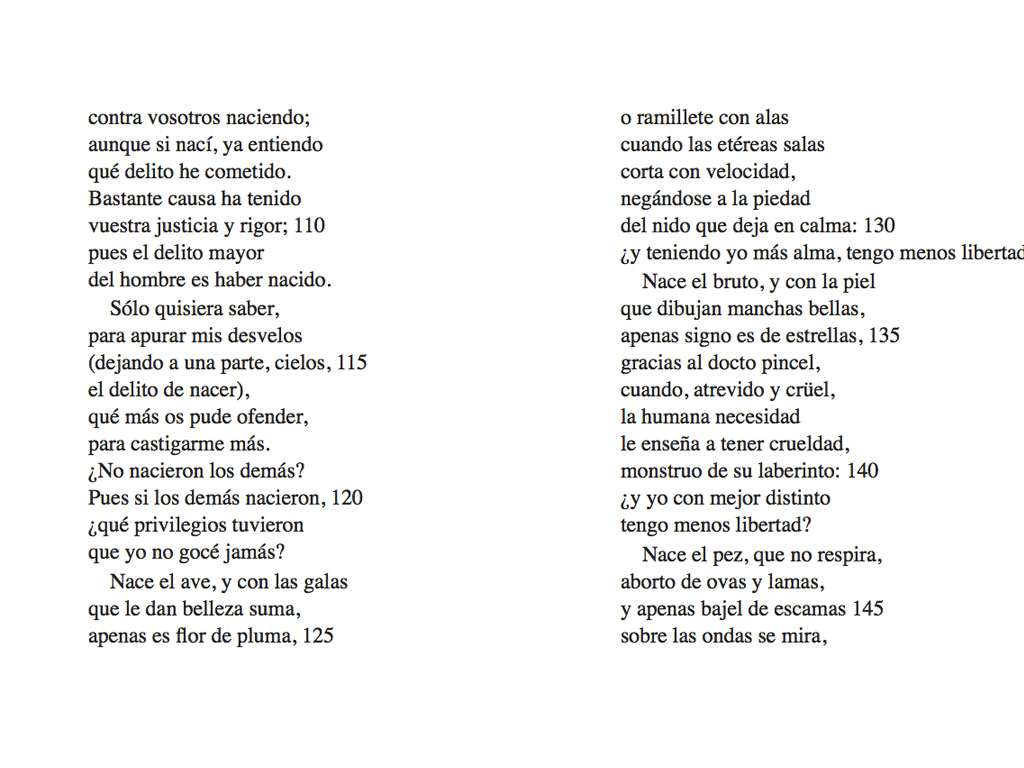 contra vosotros naciendo;
aunque si nací, ya entiendo
qué delito he cometido.
Bastante causa ha tenido
vuestra justicia y rigor; 110
pues el delito mayor
del hombre es haber nacido.
Sólo quisiera saber,
para apurar mis desvelos
(dejando a una parte, cielos, 115
el delito de nacer),
qué más os pude ofender,
para castigarme más.
¿No nacieron los demás?
Pues si los demás nacieron, 120
¿qué privilegios tuvieron
que yo no gocé jamás?
Nace el ave, y con las galas
que le dan belleza suma,
apenas es flor de pluma, 125
o ramillete con alas
cuando las etéreas salas
corta con velocidad,
negándose a la piedad
del nido que deja en calma: 130
¿y teniendo yo más alma, tengo menos libertad
Nace el bruto, y con la piel
que dibujan manchas bellas,
apenas signo es de estrellas, 135
gracias al docto pincel,
cuando, atrevido y crüel,
la humana necesidad
le enseña a tener crueldad,
monstruo de su laberinto: 140
¿y yo con mejor distinto
tengo menos libertad?
Nace el pez, que no respira,
aborto de ovas y lamas,
y apenas bajel de escamas 145
sobre las ondas se mira,